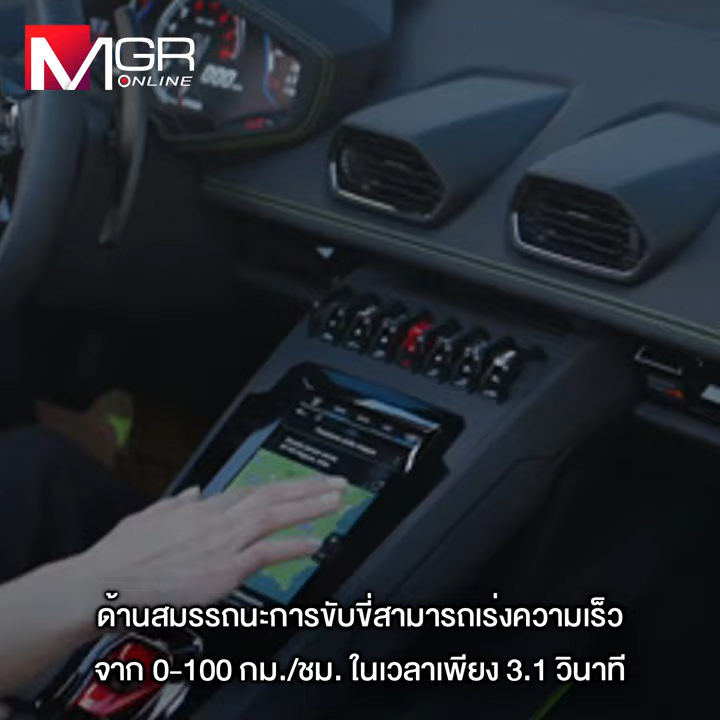 MGR
ONLINE
ด้านสมรรถนะการขับขี่สามารถเร่งความเร็ว
จาก 0-100 กม./ชม. ในเวลาเพียง 3.1 วินาที